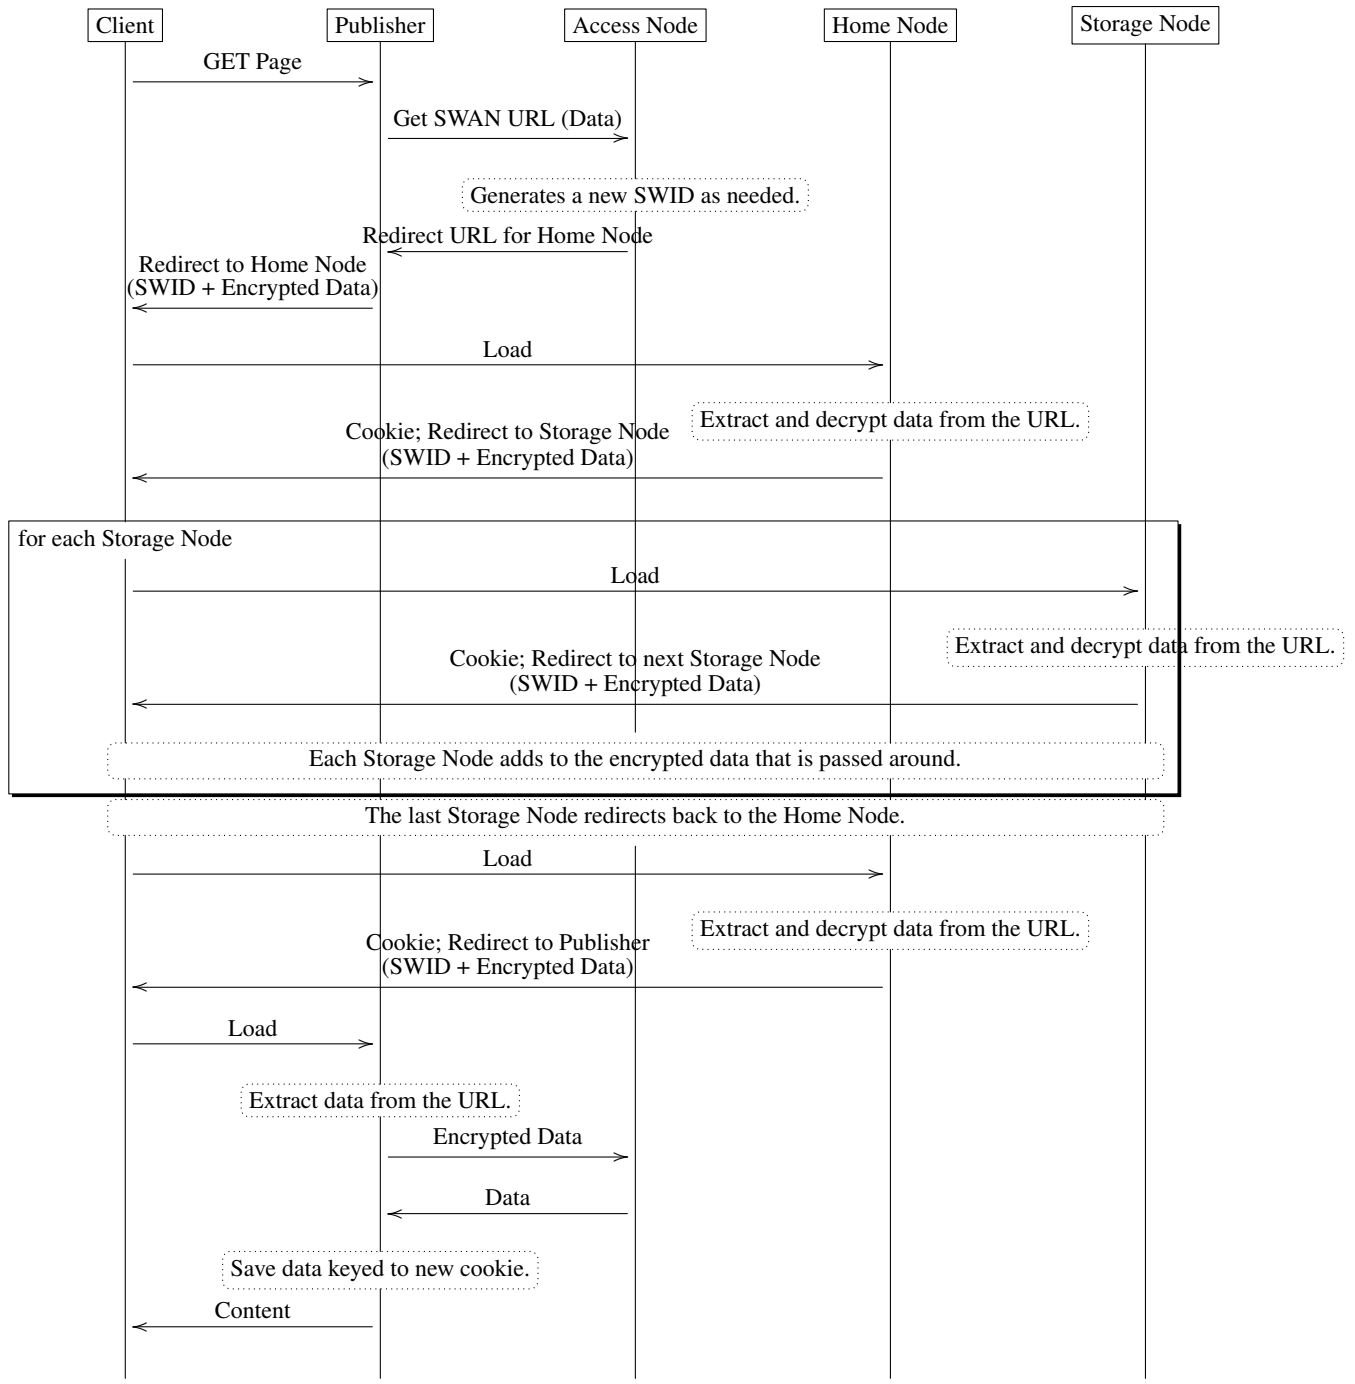 Client
Publisher
Access Node
Home Node
Storage Node
GET Page
Get SWAN URL (Data)
Generates a new SWID as needed.
Redirect URL for Home Node
Redirect to Home Node
(SWID + Encrypted Data)
Load
Extract and decrypt data from the URL.
Cookie; Redirect to Storage Node
(SWID + Encrypted Data)
for each Storage Node
Load
Extract and decrypt data from the URL.
Cookie; Redirect to next Storage Node
(SWID + Encrypted Data)
Each Storage Node adds to the encrypted data that is passed around.
The last Storage Node redirects back to the Home Node.
Load
Extract and decrypt data from the URL.
Cookie; Redirect to Publisher
(SWID + Encrypted Data)
Load
Extract data from the URL.
Encrypted Data
Data
Save data keyed to new cookie.
Content